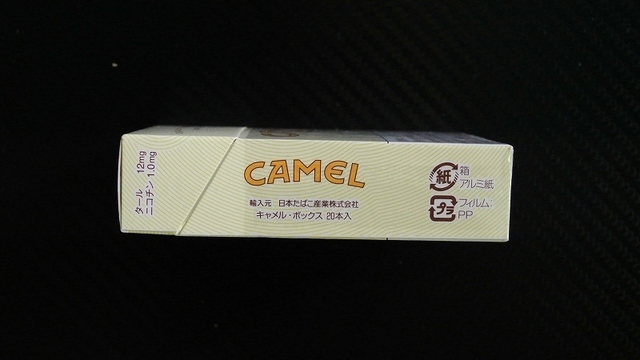 タール 12mg
ニコチン 1.0mg
CAMEL
輸入元 日本たばこ産業株式会社
キャメル・ボックス 20本入
紙
箱
アルミ紙
プラ
フィルム:
PP